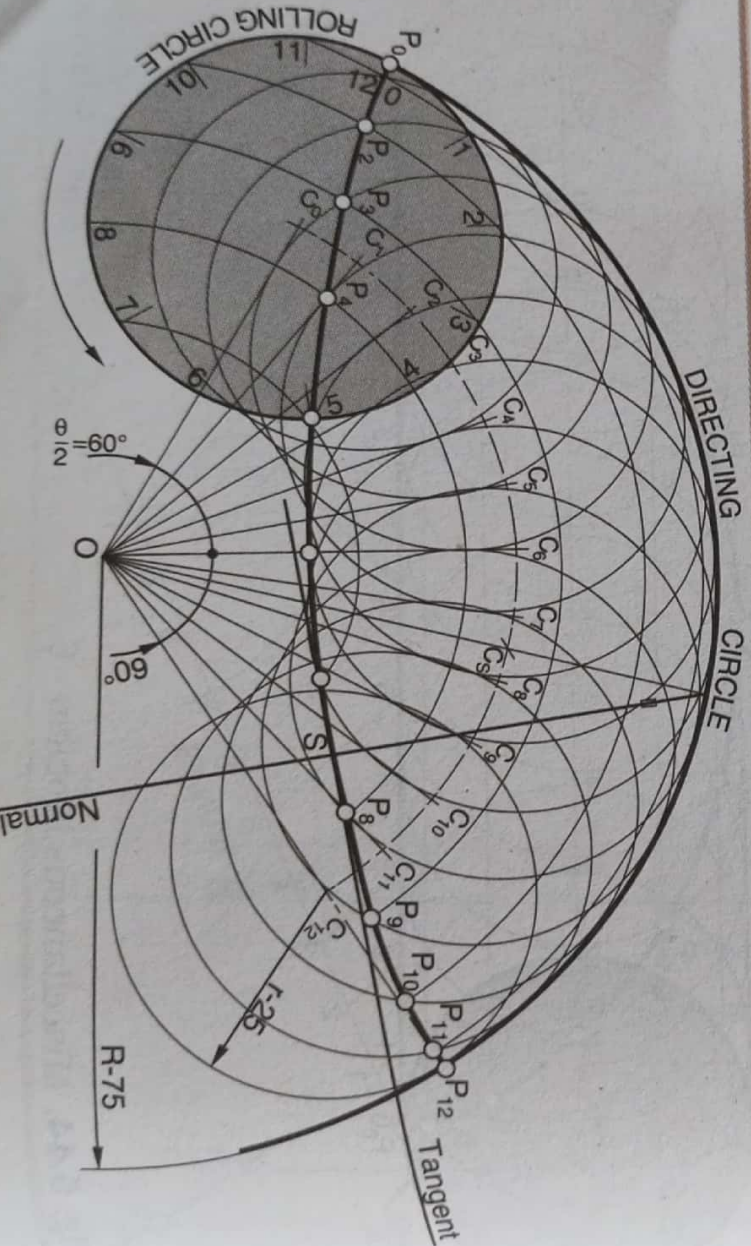 ROLLING CIRCLE
DIRECTING CIRCLE
P0
P2
P3
P4
P8
P9
P10
P11
P12
12
0
1
2
3
4
5
6
7
8
9
10
11
C0
C1
C2
C3
C4
C5
C6
C7
C8
CS
C9
C10
C11
C12
θ/2=60°
60°
O
S
Normal
Tangent
r-25
R-75